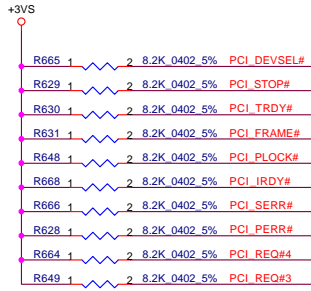 +3VS
R665 1 2 8.2K_0402_5% PCI_DEVSEL#
R629 1 2 8.2K_0402_5% PCI_STOP#
R630 1 2 8.2K_0402_5% PCI_TRDY#
R631 1 2 8.2K_0402_5% PCI_FRAME#
R648 1 2 8.2K_0402_5% PCI_PLOCK#
R668 1 2 8.2K_0402_5% PCI_IRDY#
R666 1 2 8.2K_0402_5% PCI_SERR#
R628 1 2 8.2K_0402_5% PCI_PERR#
R664 1 2 8.2K_0402_5% PCI_REQ#4
R649 1 2 8.2K_0402_5% PCI_REQ#3